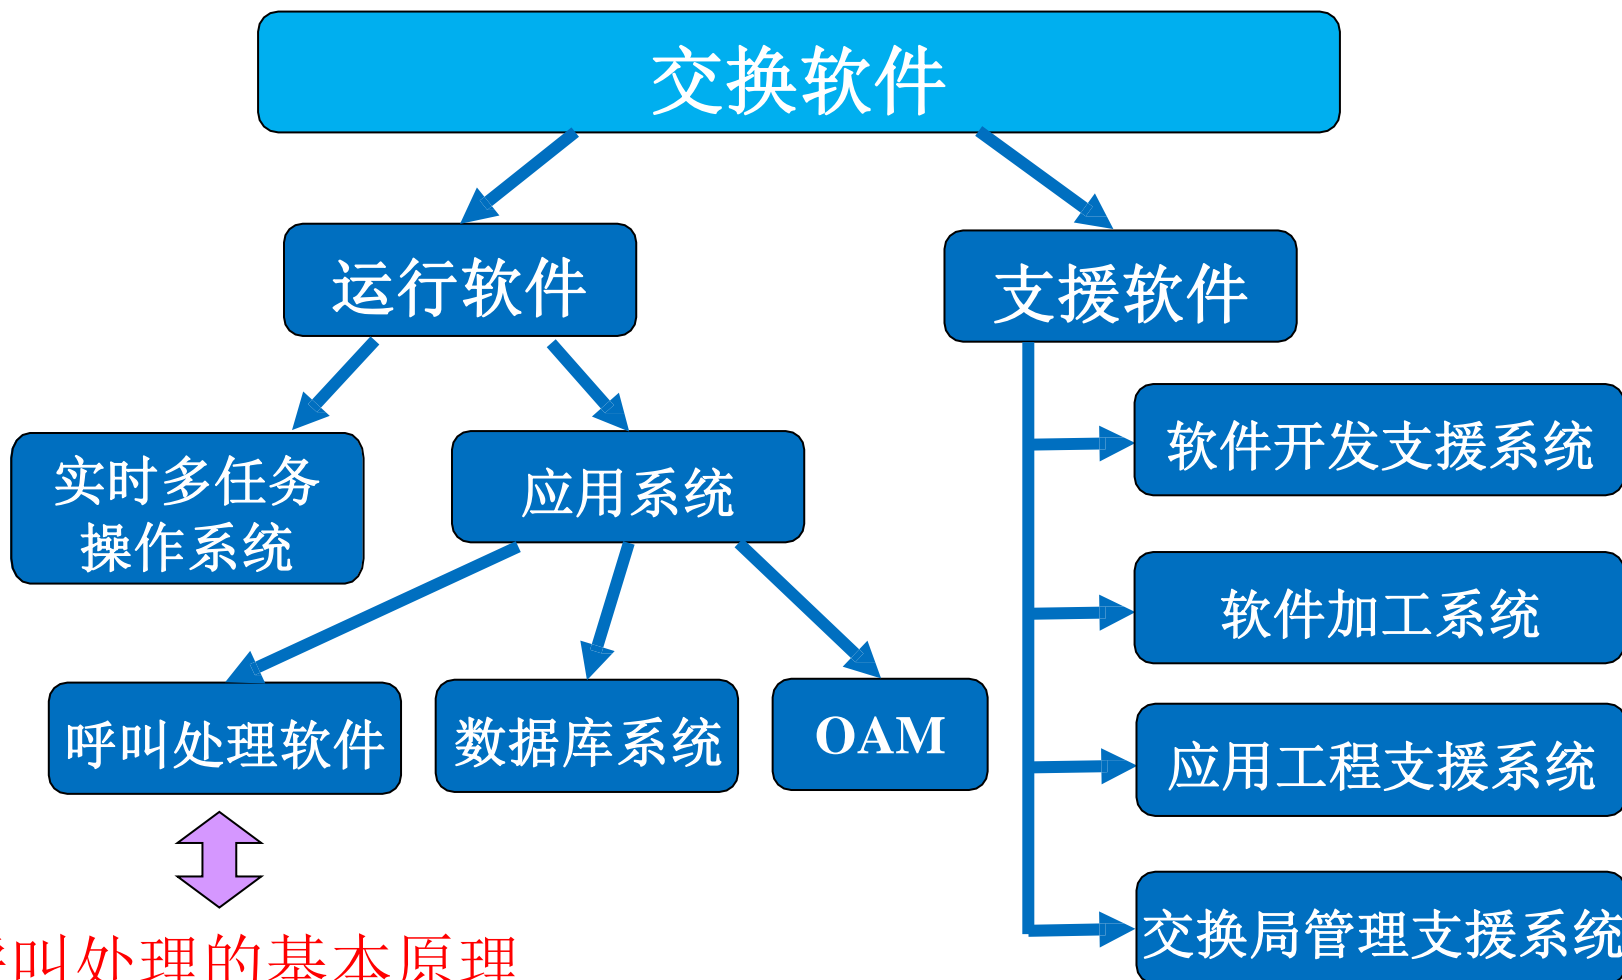 交换软件
运行软件
支援软件
实时多任务
操作系统
应用系统
呼叫处理软件
数据库系统
OAM
软件开发支援系统
软件加工系统
应用工程支援系统
交换局管理支援系统
呼叫处理的基本原理